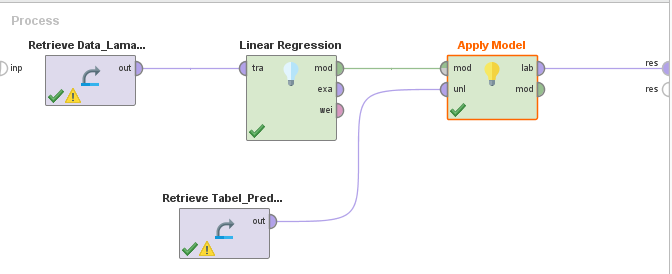 Process
Retrieve Data_Lama...
Linear Regression
Apply Model
inp
out
tra
mod
exa
wei
mod
lab
unl
mod
res
res
Retrieve Tabel_Pred...
out